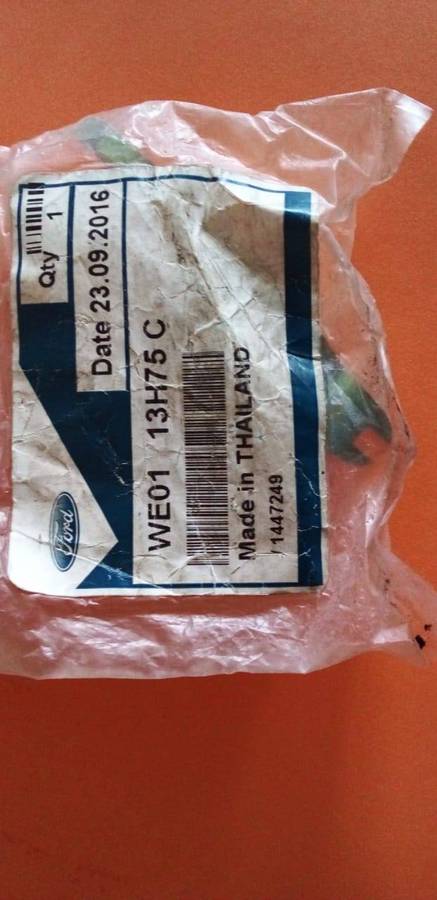 Ford
Date 23.09.2016
Qty 1
WE01 13H75 C
Made in THAILAND
/ 1447249